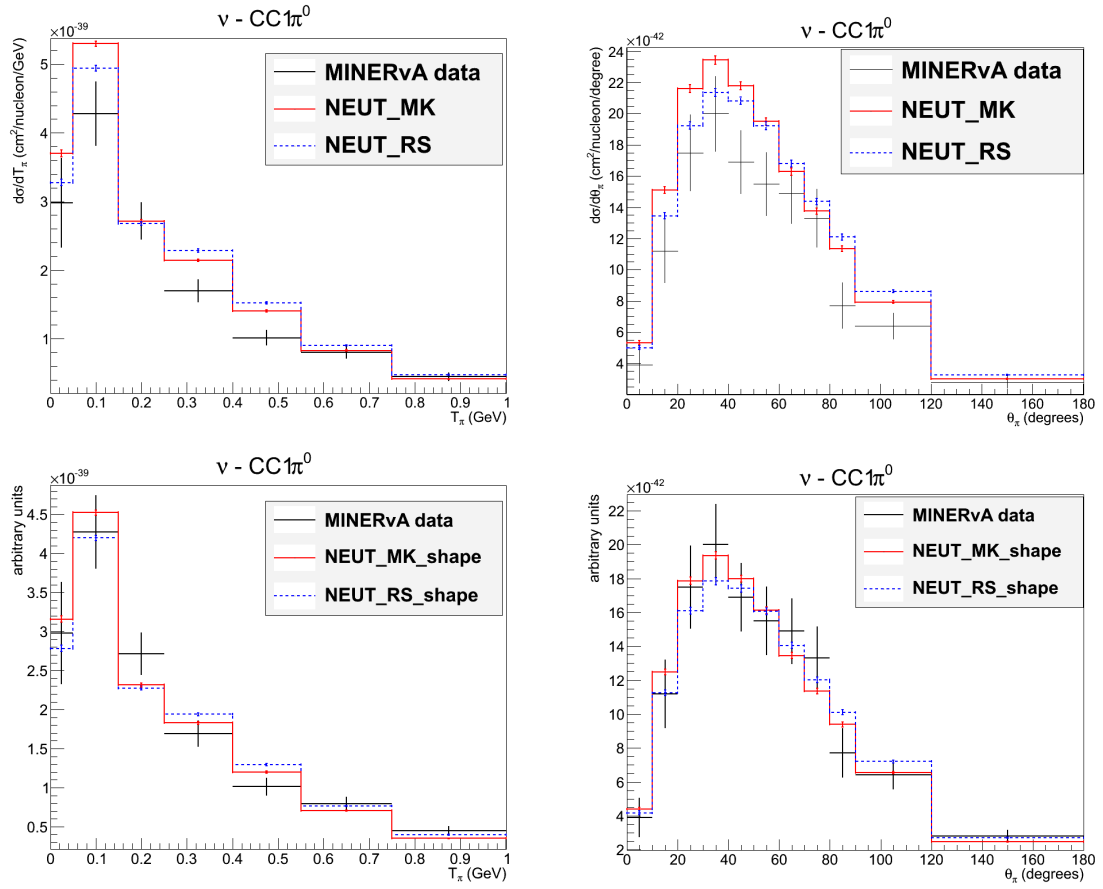 ν - CC1π⁰
×10⁻³⁹
dσ/dT_π (cm²/nucleon/GeV)
MINERvA data
NEUT_MK
NEUT_RS
5
4
3
2
1
0 0.1 0.2 0.3 0.4 0.5 0.6 0.7 0.8 0.9 1
T_π (GeV)
ν - CC1π⁰
×10⁻⁴²
dσ/dθ_π (cm²/nucleon/degree)
MINERvA data
NEUT_MK
NEUT_RS
24
22
20
18
16
14
12
10
8
6
4
0 20 40 60 80 100 120 140 160 180
θ_π (degrees)
ν - CC1π⁰
×10⁻³⁹
arbitrary units
MINERvA data
NEUT_MK_shape
NEUT_RS_shape
4.5
4
3.5
3
2.5
2
1.5
1
0.5
0 0.1 0.2 0.3 0.4 0.5 0.6 0.7 0.8 0.9 1
T_π (GeV)
ν - CC1π⁰
×10⁻⁴²
arbitrary units
MINERvA data
NEUT_MK_shape
NEUT_RS_shape
22
20
18
16
14
12
10
8
6
4
2
0 20 40 60 80 100 120 140 160 180
θ_π (degrees)